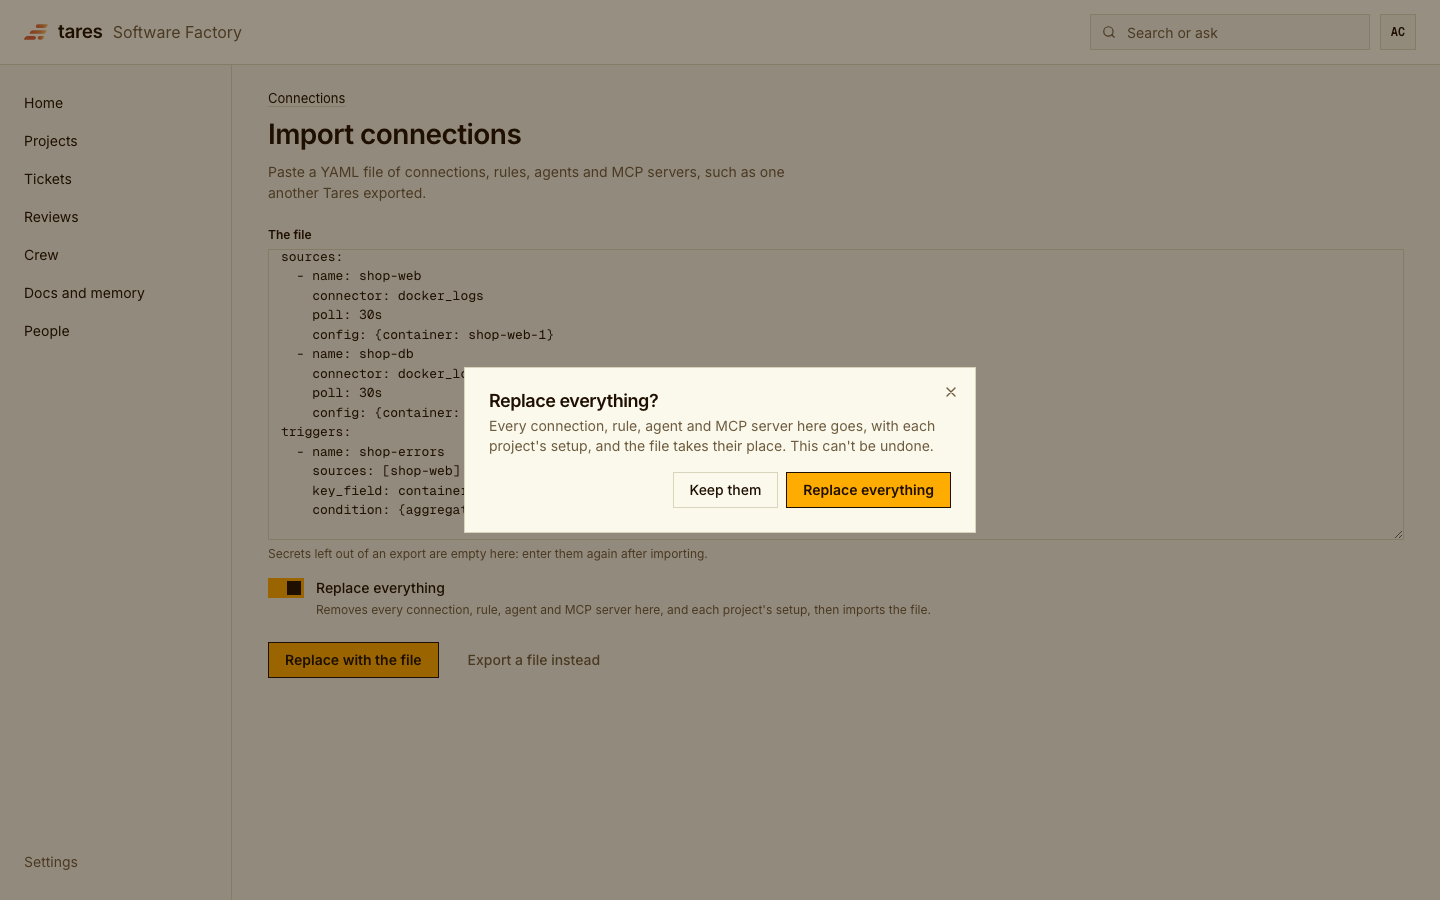 tares Software Factory
Search or ask
AC
Home
Projects
Tickets
Reviews
Crew
Docs and memory
People
Settings
Connections
Import connections
Paste a YAML file of connections, rules, agents and MCP servers, such as one
another Tares exported.
The file
sources:
- name: shop-web
connector: docker_logs
poll: 30s
config: {container: shop-web-1}
- name: shop-db
connector: docker_lo
poll: 30s
config: {container:
triggers:
- name: shop-errors
sources: [shop-web]
key_field: container
condition: {aggregat
Replace everything?
Every connection, rule, agent and MCP server here goes, with each
project's setup, and the file takes their place. This can't be undone.
Keep them
Replace everything
Secrets left out of an export are empty here: enter them again after importing.
Replace everything
Removes every connection, rule, agent and MCP server here, and each project's setup, then imports the file.
Replace with the file
Export a file instead